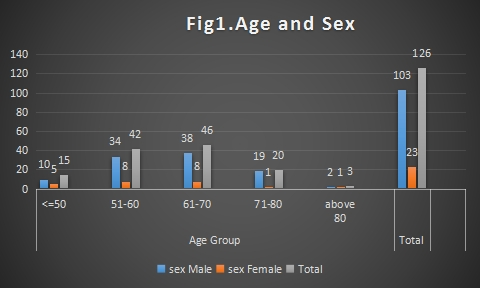 Fig1.Age and Sex
140
120
100
80
60
40
20
0
10 5 15
34 8 42
38 8 46
19 1 20
2 1 3
103 23 126
<=50 51-60 61-70 71-80 above 80
Age Group Total
sex Male sex Female Total